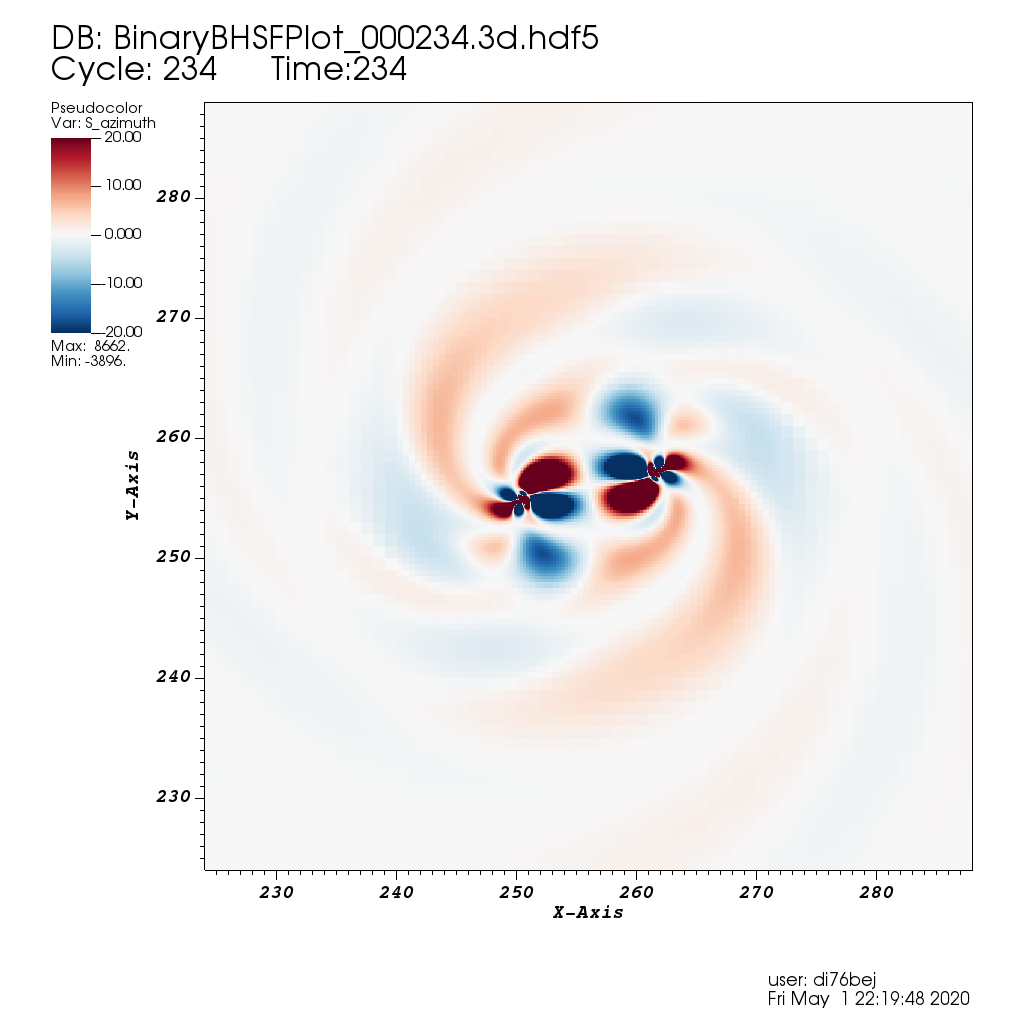 DB: BinaryBHSFPlot_000234.3d.hdf5
Cycle: 234 Time:234
Pseudocolor
Var: S_azimuth
20.00
10.00
0.000
-10.00
-20.00
Max: 8662.
Min: -3896.
280
270
260
250
240
230
Y-Axis
230 240 250 260 270 280
X-Axis
user: di76bej
Fri May 1 22:19:48 2020